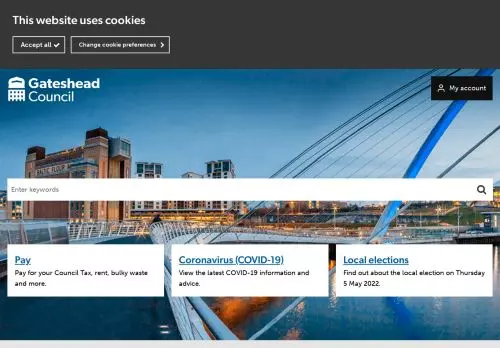 This website uses cookies
Accept all
Change cookie preferences
Gateshead
Council
My account
BALTIC FLOUR MILLS
Enter keywords
Pay
Pay for your Council Tax, rent, bulky waste
and more.
Coronavirus (COVID-19)
View the latest COVID-19 information and
advice.
Local elections
Find out about the local election on Thursday
5 May 2022.